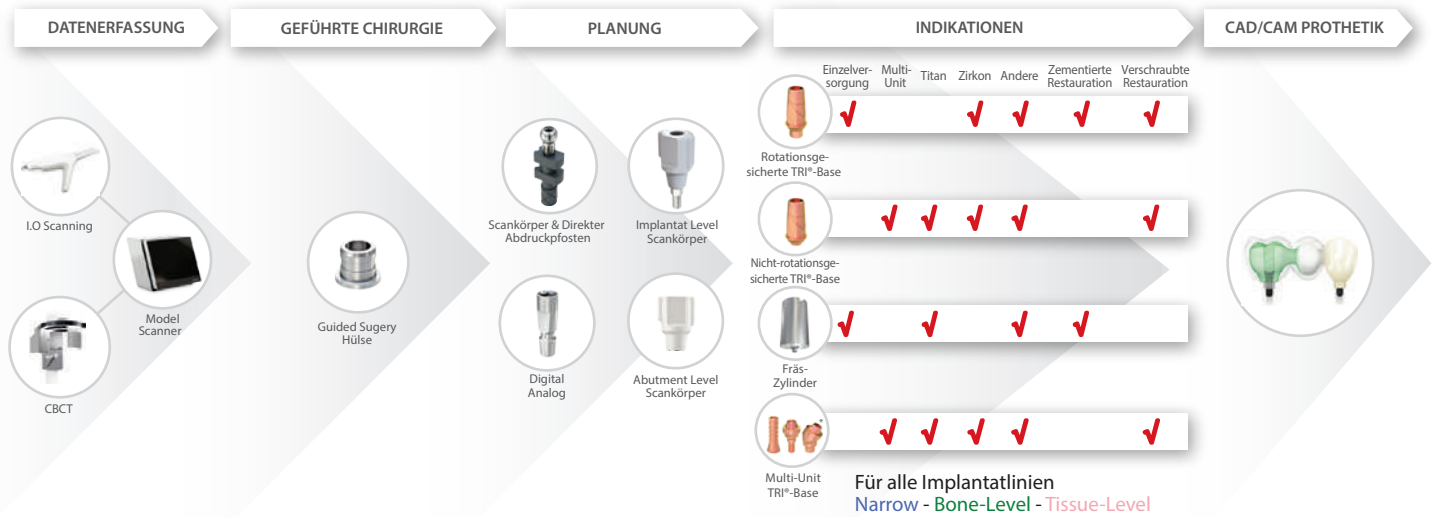 DATENERFASSUNG
GEFÜHRTE CHIRURGIE
PLANUNG
INDIKATIONEN
CAD/CAM PROTHETIK
I.O Scanning
Model
Scanner
CBCT
Guided Sugery
Hülse
Scankörper & Direkter
Abdruckpfosten
Implantat Level
Scankörper
Digital
Analog
Abutment Level
Scankörper
Einzelver-
sorgung
Multi-
Unit
Titan
Zirkon
Andere
Zementierte
Restauration
Verschraubte
Restauration
Rotationsge-
sicherte TRI®-Base
Nicht-rotationsge-
sicherte TRI®-Base
Fräs-
Zylinder
Multi-Unit
TRI®-Base
Für alle Implantatlinien
Narrow - Bone-Level - Tissue-Level